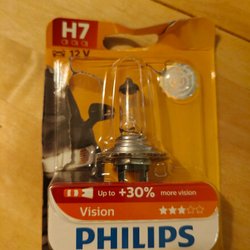 H7
12 V
Up to +30% more vision
Vision
PHILIPS